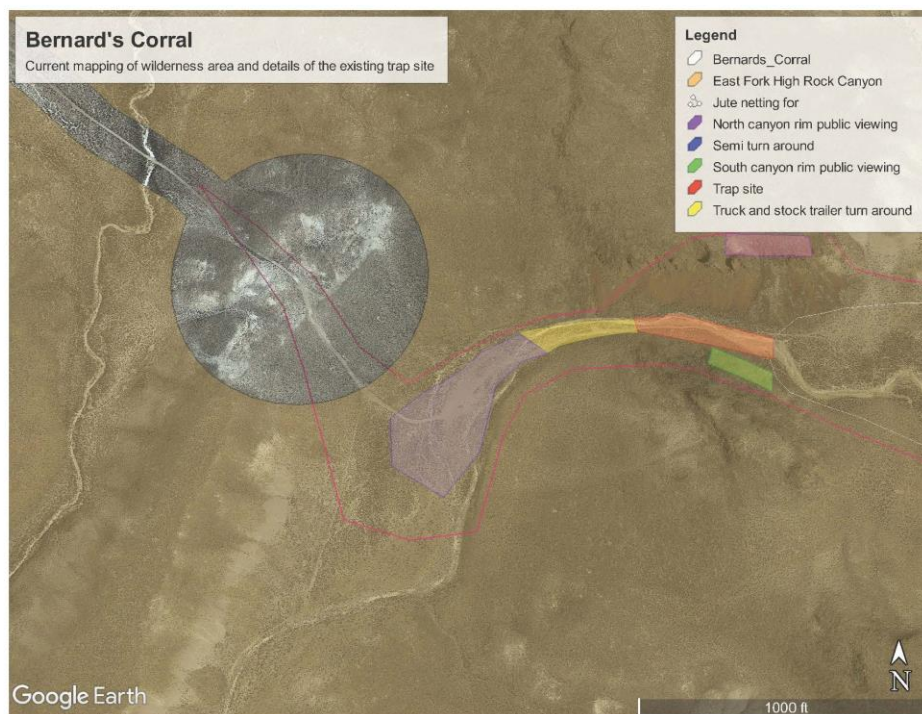 Bernard's Corral
Current mapping of wilderness area and details of the existing trap site
Legend
Bernards_Corral
East Fork High Rock Canyon
Jute netting for
North canyon rim public viewing
Semi turn around
South canyon rim public viewing
Trap site
Truck and stock trailer turn around
Google Earth
N
1000 ft